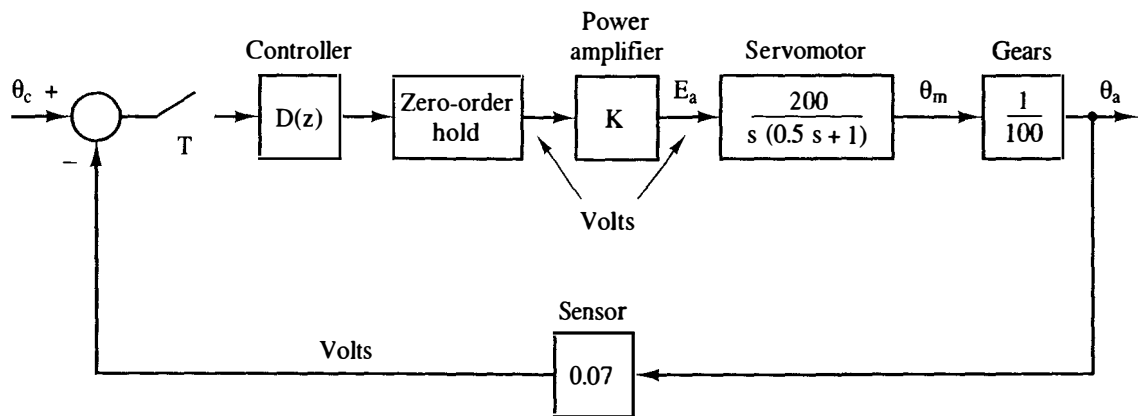 Power
Controller
amplifier
Servomotor
Gears
θc +
T
D(z)
Zero-order
hold
K
Ea
200
s (0.5 s + 1)
θm
1
100
θa
−
Volts
Sensor
Volts
0.07